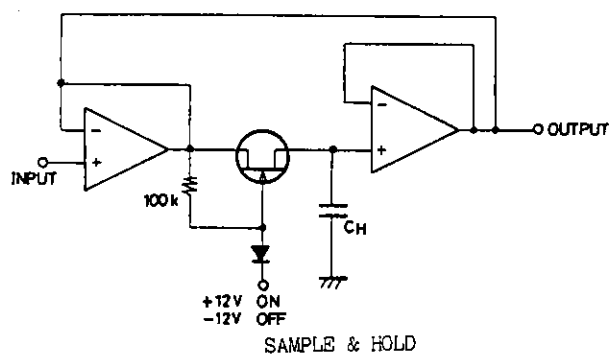 -
+
INPUT
100k
-
+
OUTPUT
CH
+12V ON
-12V OFF
SAMPLE & HOLD